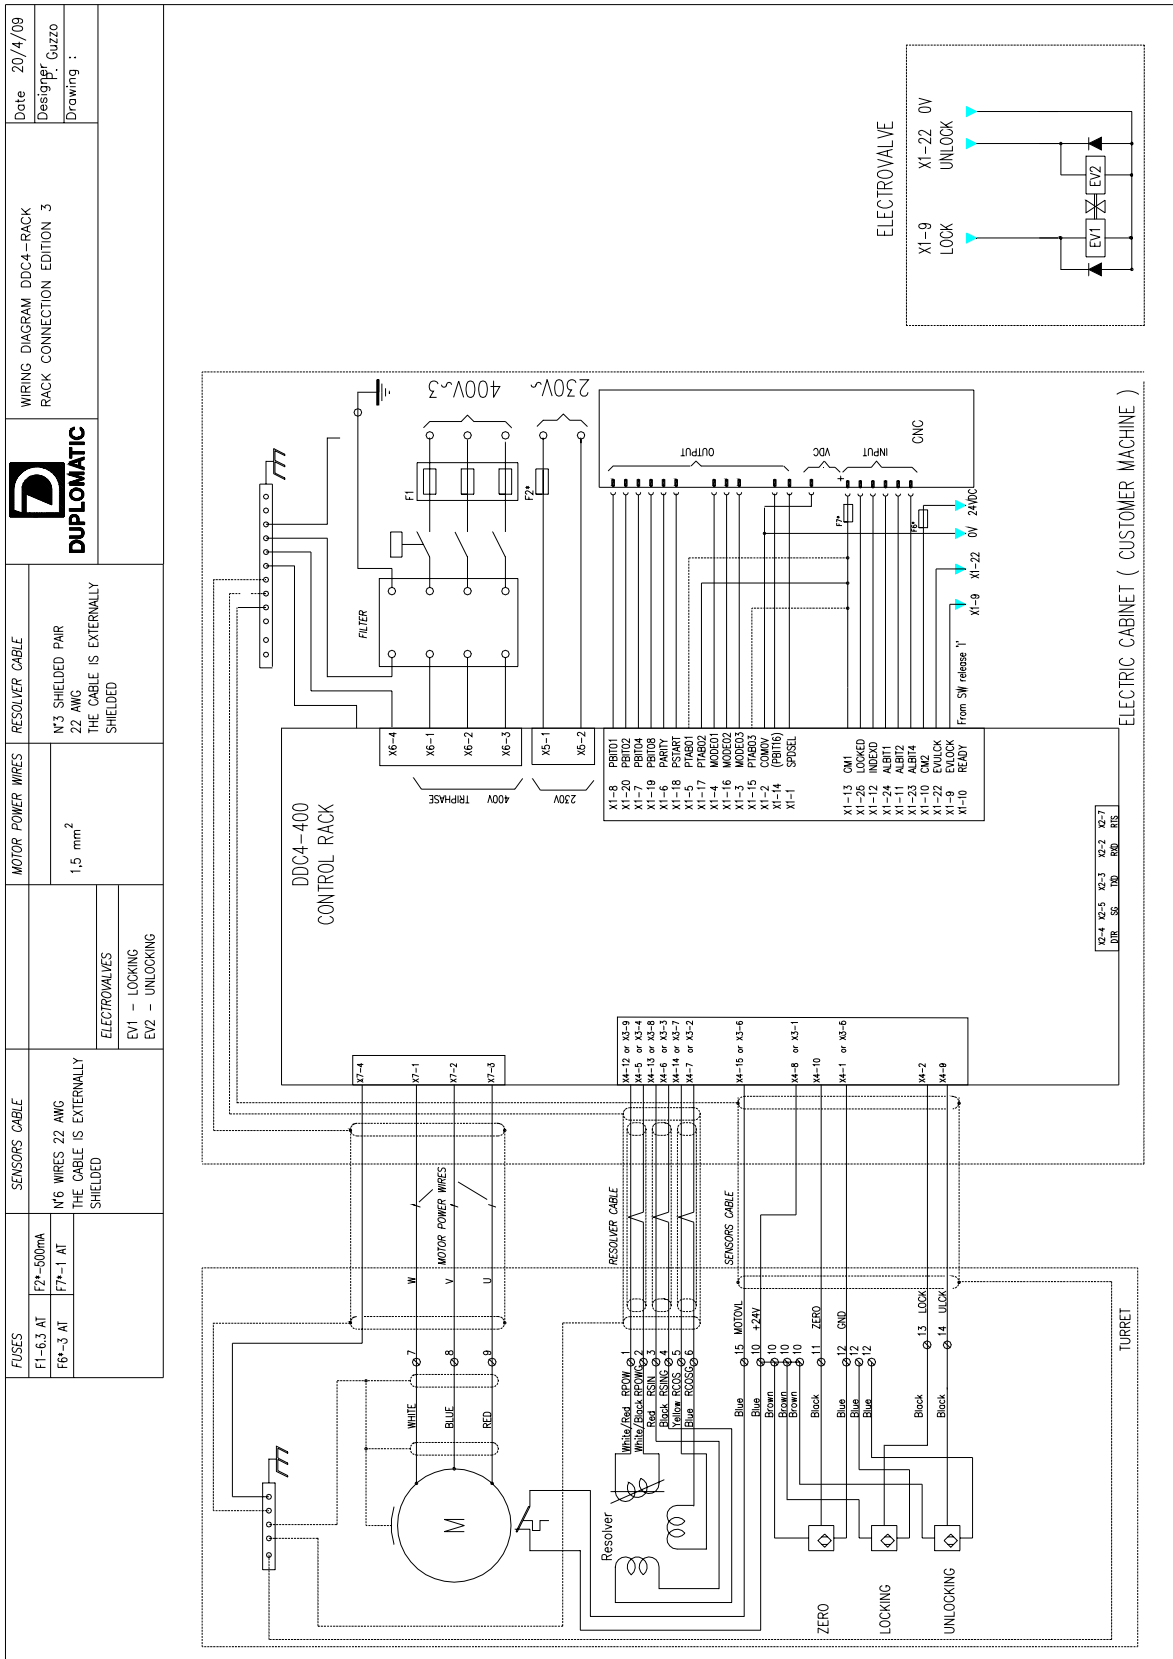 FUSES
F1-6.3 AT
F2*-500mA
F6*-3 AT
F7*-1 AT
SENSORS CABLE
N°6 WIRES 22 AWG
THE CABLE IS EXTERNALLY
SHIELDED
ELECTROVALVES
EV1 - LOCKING
EV2 - UNLOCKING
MOTOR POWER WIRES
1,5 mm2
RESOLVER CABLE
N°3 SHIELDED PAIR
22 AWG
THE CABLE IS EXTERNALLY
SHIELDED
DUPLOMATIC
WIRING DIAGRAM DDC4-RACK
RACK CONNECTION EDITION 3
Date 20/4/09
Designer P. Guzzo
Drawing :
ELECTROVALVE
X1-9
LOCK
X1-22
UNLOCK
0V
EV1
EV2
400V~3
230V~
F1
F2*
FILTER
X6-4
X6-1
X6-2
X6-3
400V TRIPHASE
X5-1
X5-2
230V
DDC4-400
CONTROL RACK
OUTPUT
VDC
+
INPUT
CNC
F7*
F6*
24VDC
0V
X1-22
X1-9
From SW release 'I'
X1-8 PBIT01
X1-20 PBIT02
X1-7 PBIT04
X1-19 PBIT08
X1-6 PARITY
X1-18 PSTART
X1-5 PTAB01
X1-17 PTAB02
X1-4 MODE01
X1-16 MODE02
X1-3 MODE03
X1-15 PTAB03
X1-2 COM0V
X1-14 (PBIT16)
X1-1 SPDSEL
X1-13 CM1
X1-25 LOCKED
X1-12 INDEXD
X1-24 ALBIT1
X1-11 ALBIT2
X1-23 ALBIT4
X1-10 CM2
X1-22 EVULCK
X1-9 EVLOCK
X1-10 READY
ELECTRIC CABINET ( CUSTOMER MACHINE )
X2-4 X2-5 X2-3 X2-2 X2-7
DTR SG TXD RXD RTS
X7-4
X7-1
X7-2
X7-3
X4-12 or X3-9
X4-5 or X3-4
X4-13 or X3-8
X4-6 or X3-3
X4-14 or X3-7
X4-7 or X3-2
X4-15 or X3-6
X4-8 or X3-1
X4-10
X4-1 or X3-5
X4-2
X4-9
MOTOR POWER WIRES
RESOLVER CABLE
SENSORS CABLE
W
V
U
7
8
9
WHITE
BLUE
RED
M
White/Red RPOW 1
White/Black RPOWG 2
Red RSIN 3
Black RSING 4
Yellow RCOS 5
Blue RCOSG 6
Resolver
Blue 15 MOTOVL
Blue 10 +24V
Brown 10
Brown 10
Brown 10
Black 11 ZERO
Blue 12 GND
Blue 12
Blue 12
Black 13 LOCK
Black 14 ULCK
ZERO
LOCKING
UNLOCKING
TURRET